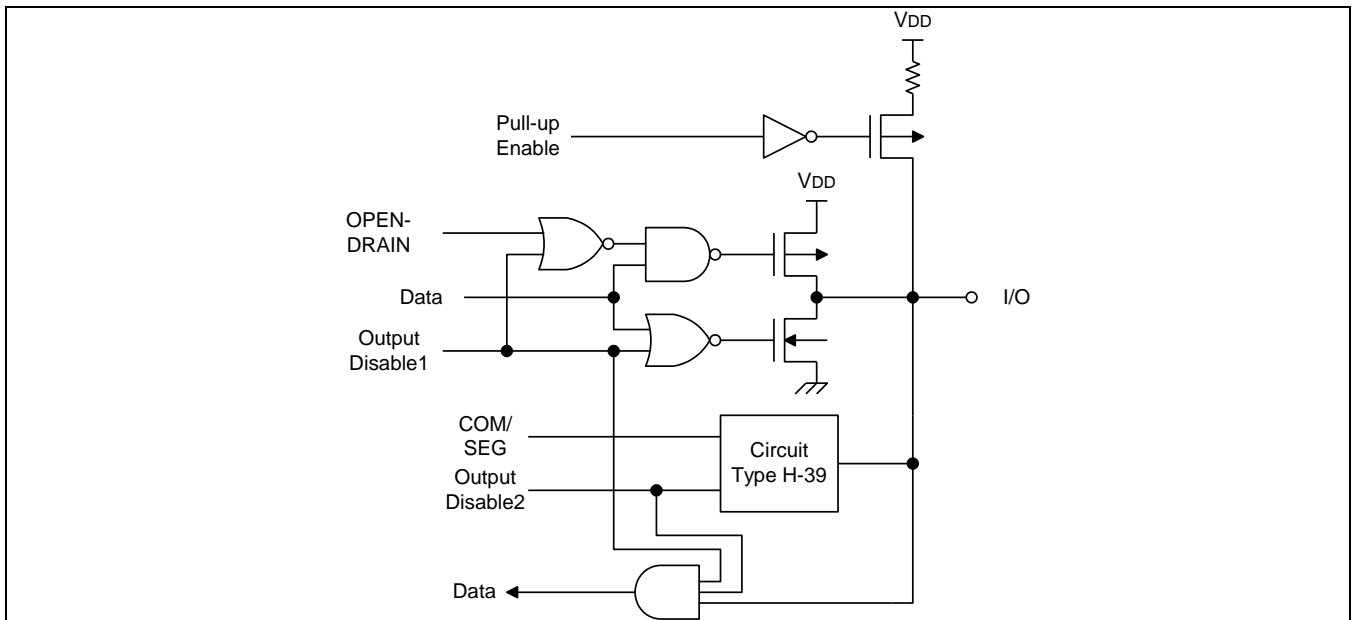 VDD
Pull-up
Enable
VDD
OPEN-
DRAIN
Data
I/O
Output
Disable1
COM/
SEG
Circuit
Type H-39
Output
Disable2
Data